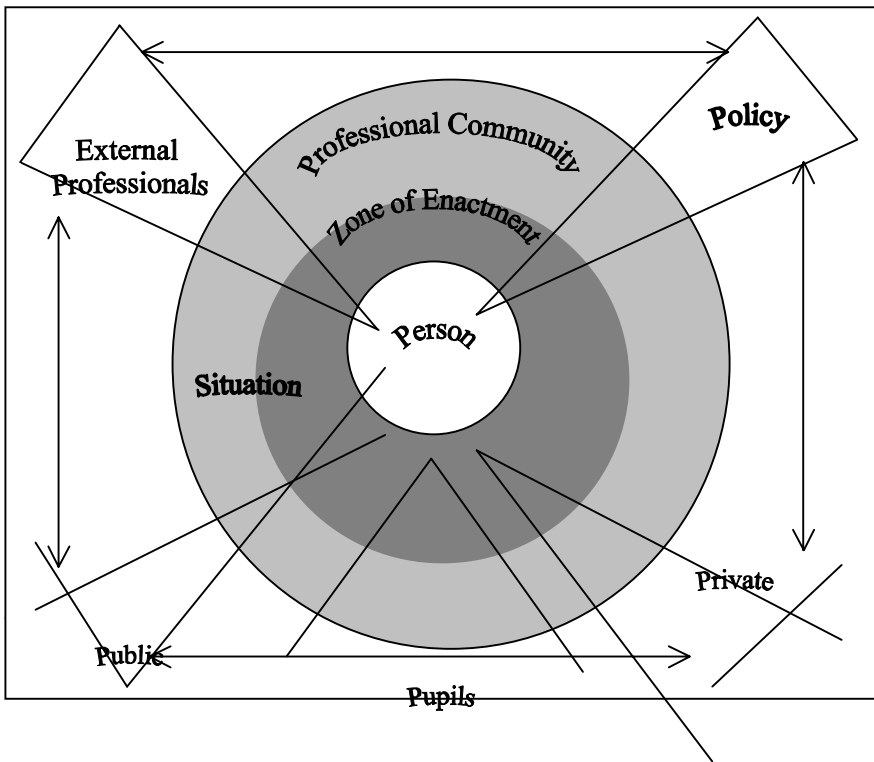 Policy
Professional Community
External
Professionals
Zone of Enactment
Person
Situation
Private
Public
Pupils